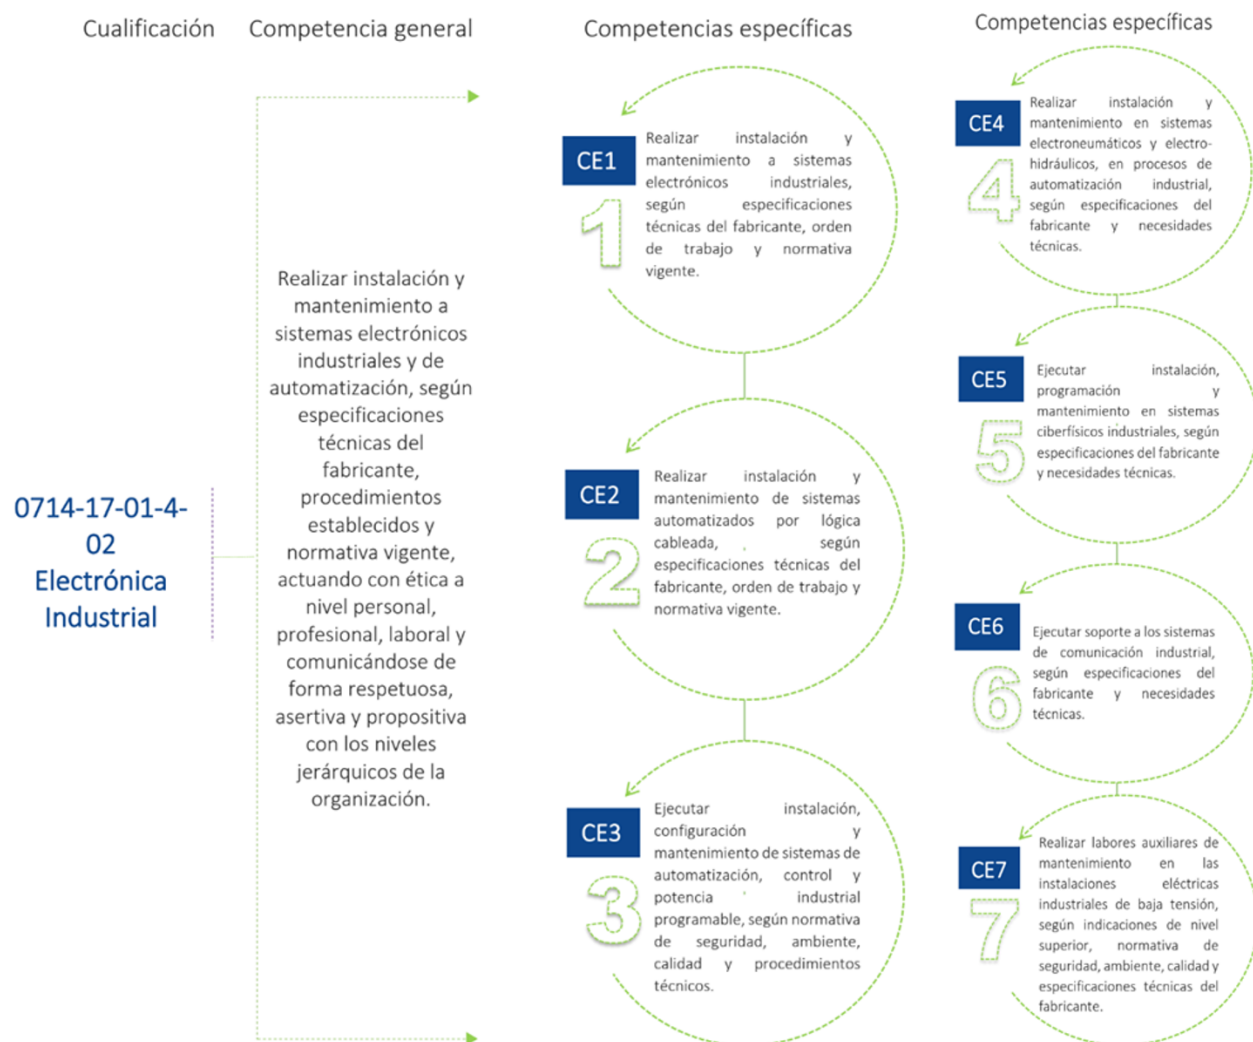 Cualificación
Competencia general
Competencias específicas
Competencias específicas
0714-17-01-4-
02
Electrónica
Industrial
Realizar instalación y
mantenimiento a
sistemas electrónicos
industriales y de
automatización, según
especificaciones
técnicas del
fabricante,
procedimientos
establecidos y
normativa vigente,
actuando con ética a
nivel personal,
profesional, laboral y
comunicándose de
forma respetuosa,
asertiva y propositiva
con los niveles
jerárquicos de la
organización.
CE1
1
Realizar instalación y
mantenimiento a sistemas
electrónicos industriales,
según especificaciones
técnicas del fabricante, orden
de trabajo y normativa
vigente.
CE2
2
Realizar instalación y
mantenimiento de sistemas
automatizados por lógica
cableada, según
especificaciones técnicas del
fabricante, orden de trabajo y
normativa vigente.
CE3
3
Ejecutar instalación,
configuración y
mantenimiento de sistemas de
automatización, control y
potencia industrial
programable, según normativa
de seguridad, ambiente,
calidad y procedimientos
técnicos.
CE4
4
Realizar instalación y
mantenimiento en sistemas
electroneumáticos y electro-
hidráulicos, en procesos de
automatización industrial,
según especificaciones del
fabricante y necesidades
técnicas.
CE5
5
Ejecutar instalación,
programación y
mantenimiento en sistemas
ciberfísicos industriales, según
especificaciones del fabricante
y necesidades técnicas.
CE6
6
Ejecutar soporte a los sistemas
de comunicación industrial,
según especificaciones del
fabricante y necesidades
técnicas.
CE7
7
Realizar labores auxiliares de
mantenimiento en las
instalaciones eléctricas
industriales de baja tensión,
según indicaciones de nivel
superior, normativa de
seguridad, ambiente, calidad y
especificaciones técnicas del
fabricante.